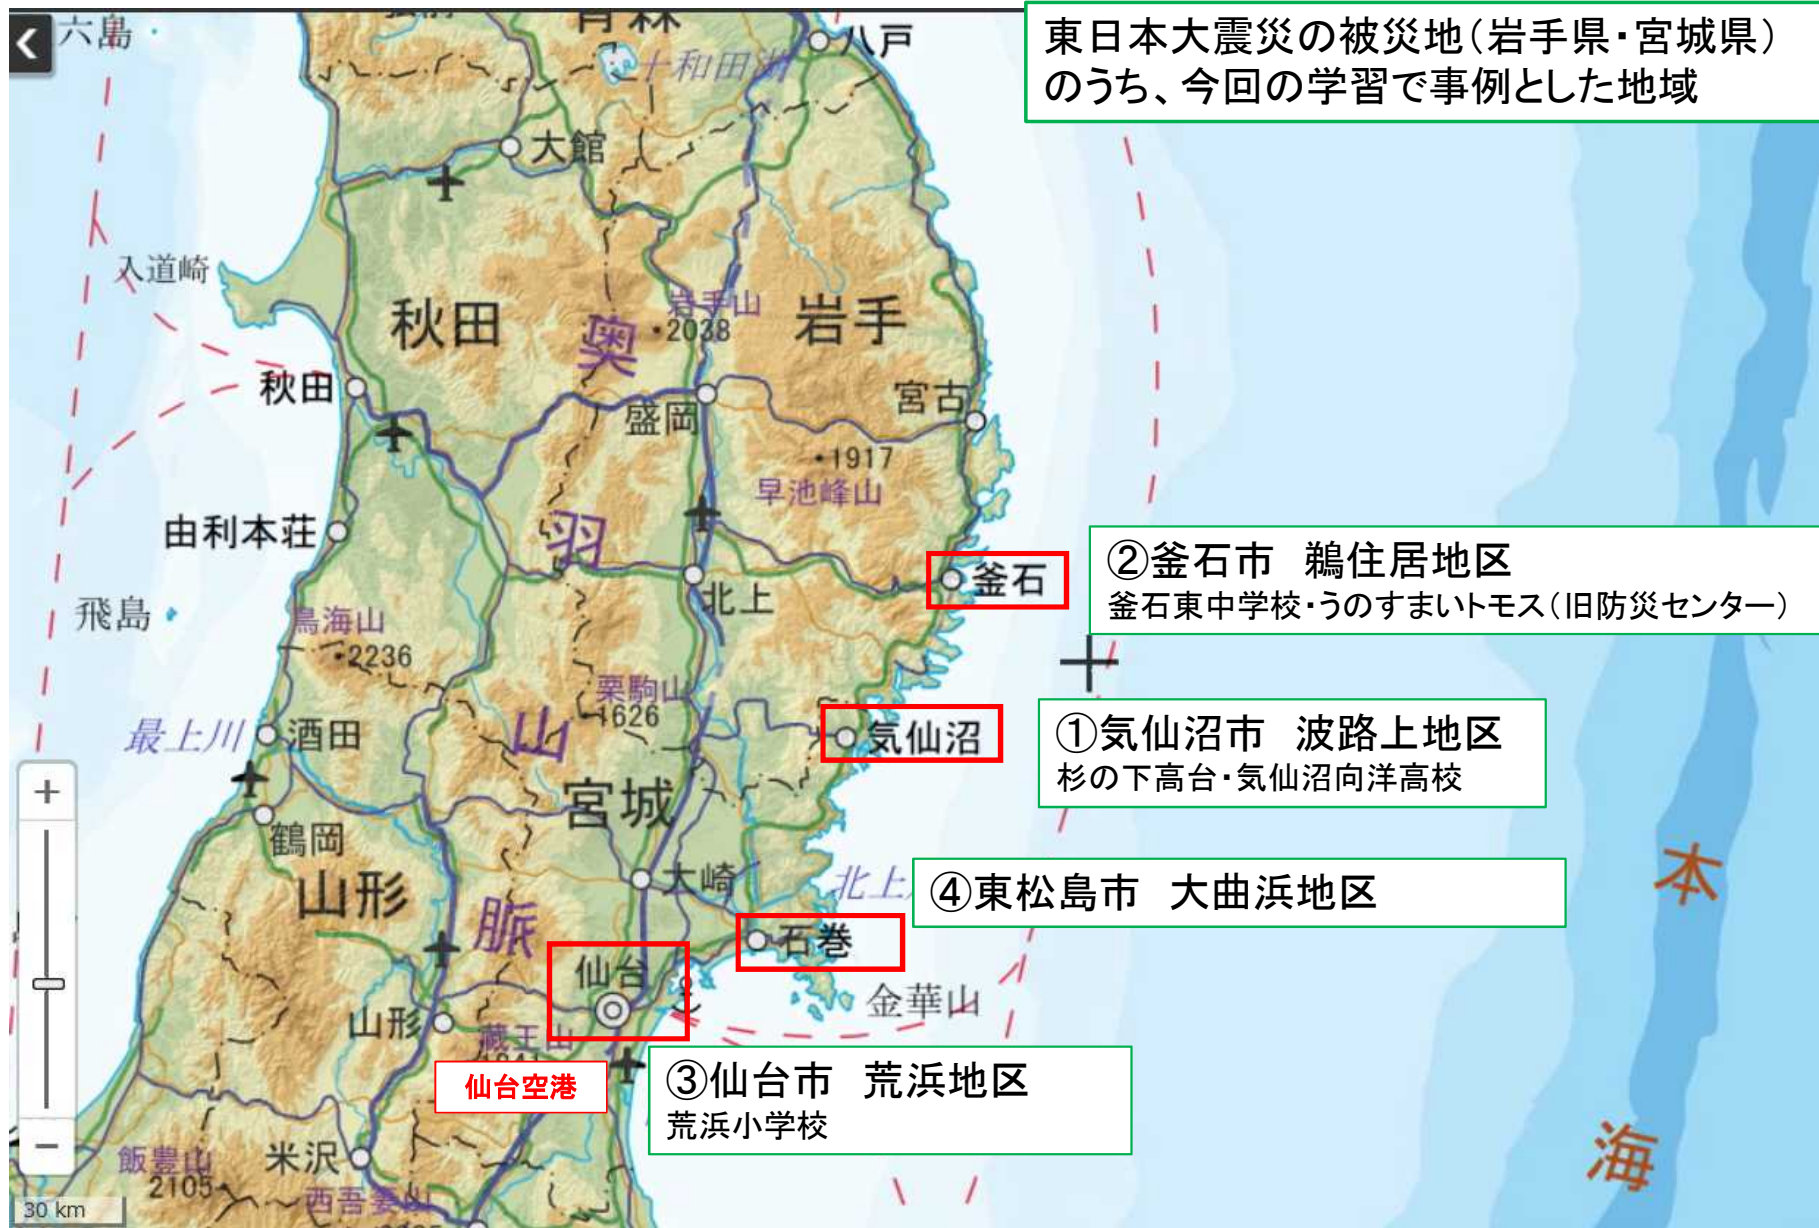 東日本大震災の被災地(岩手県・宮城県)
のうち、今回の学習で事例とした地域
六島
青森
八戸
十和田湖
大館
入道崎
秋田
奥
岩手山
・2038
岩手
秋田
盛岡
宮古
・1917
早池峰山
由利本荘
羽
②釜石市 鵜住居地区
釜石東中学校・うのすまいトモス(旧防災センター)
釜石
北上
飛島
鳥海山
・2236
栗駒山
1626
①気仙沼市 波路上地区
杉の下高台・気仙沼向洋高校
気仙沼
最上川
酒田
山
宮城
鶴岡
山形
大崎
北上
④東松島市 大曲浜地区
本
脈
石巻
仙台
金華山
山形
蔵王山
仙台空港
③仙台市 荒浜地区
荒浜小学校
海
飯豊山
2105
米沢
西吾妻山
30 km